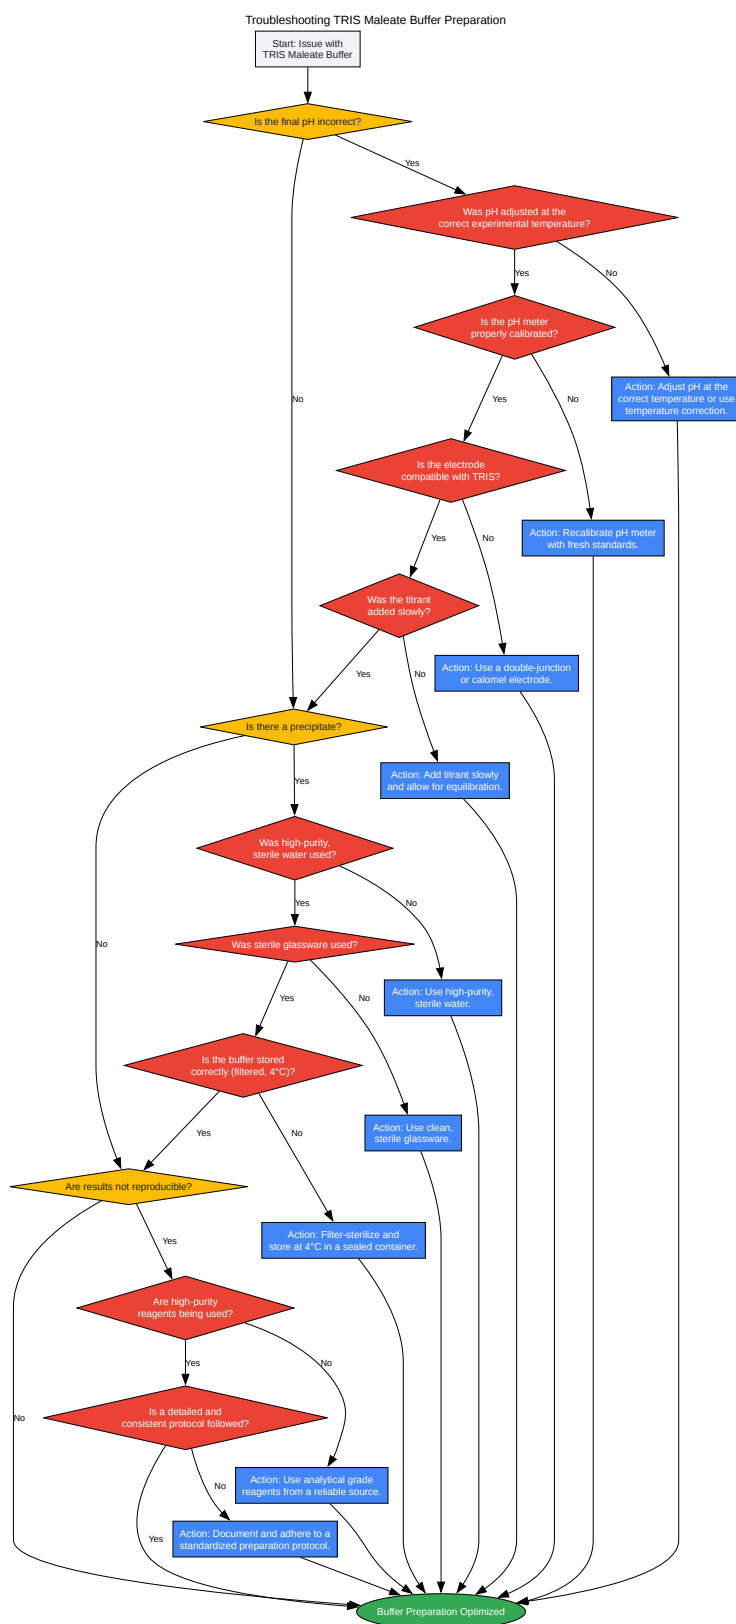 Troubleshooting TRIS Maleate Buffer Preparation
Start: Issue with
TRIS Maleate Buffer
Is the final pH incorrect?
Yes
Was pH adjusted at the
correct experimental temperature?
Yes
No
Is the pH meter
properly calibrated?
Action: Adjust pH at the
correct temperature or use
temperature correction.
No
Yes
No
Is the electrode
compatible with TRIS?
Action: Recalibrate pH meter
with fresh standards.
Yes
No
Was the titrant
added slowly?
Action: Use a double-junction
or calomel electrode.
Yes
No
Is there a precipitate?
Action: Add titrant slowly
and allow for equilibration.
Yes
Was high-purity,
sterile water used?
Yes
No
No
Was sterile glassware used?
Action: Use high-purity,
sterile water.
Yes
No
Is the buffer stored
correctly (filtered, 4°C)?
Action: Use clean,
sterile glassware.
Yes
No
Are results not reproducible?
Action: Filter-sterilize and
store at 4°C in a sealed container.
Yes
Are high-purity
reagents being used?
Yes
No
No
Is a detailed and
consistent protocol followed?
Action: Use analytical grade
reagents from a reliable source.
No
Yes
Action: Document and adhere to a
standardized preparation protocol.
Buffer Preparation Optimized